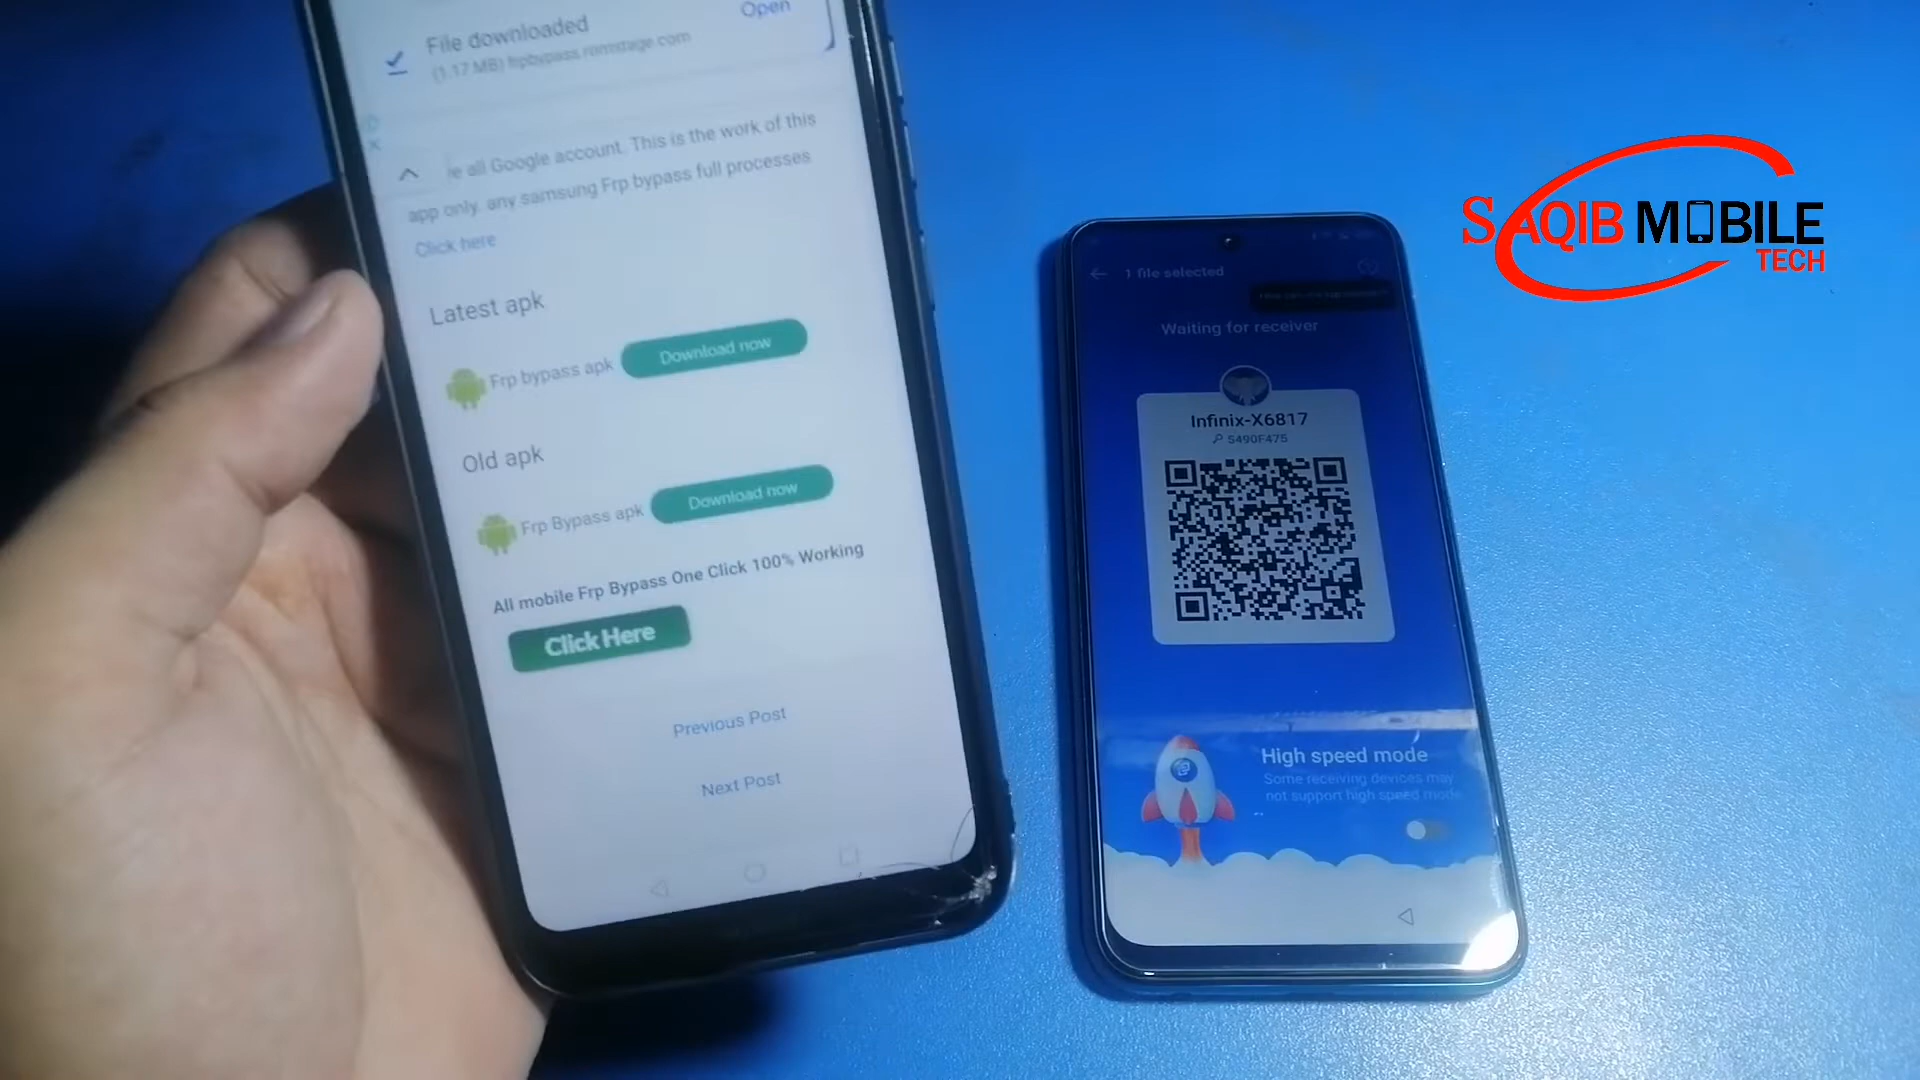 File downloaded
Open
(1.17 MB) frpbypass.romstage.com
e all Google account. This is the work of this
app only. any samsung Frp bypass full processes
Click here
Latest apk
Frp bypass apk
Download now
Old apk
Frp Bypass apk
Download now
All mobile Frp Bypass One Click 100% Working
Click Here
Previous Post
Next Post
1 file selected
Waiting for receiver
Infinix-X6817
5490F475
High speed mode
Some receiving devices may
not support high speed mode
SAQIB MOBILE
TECH